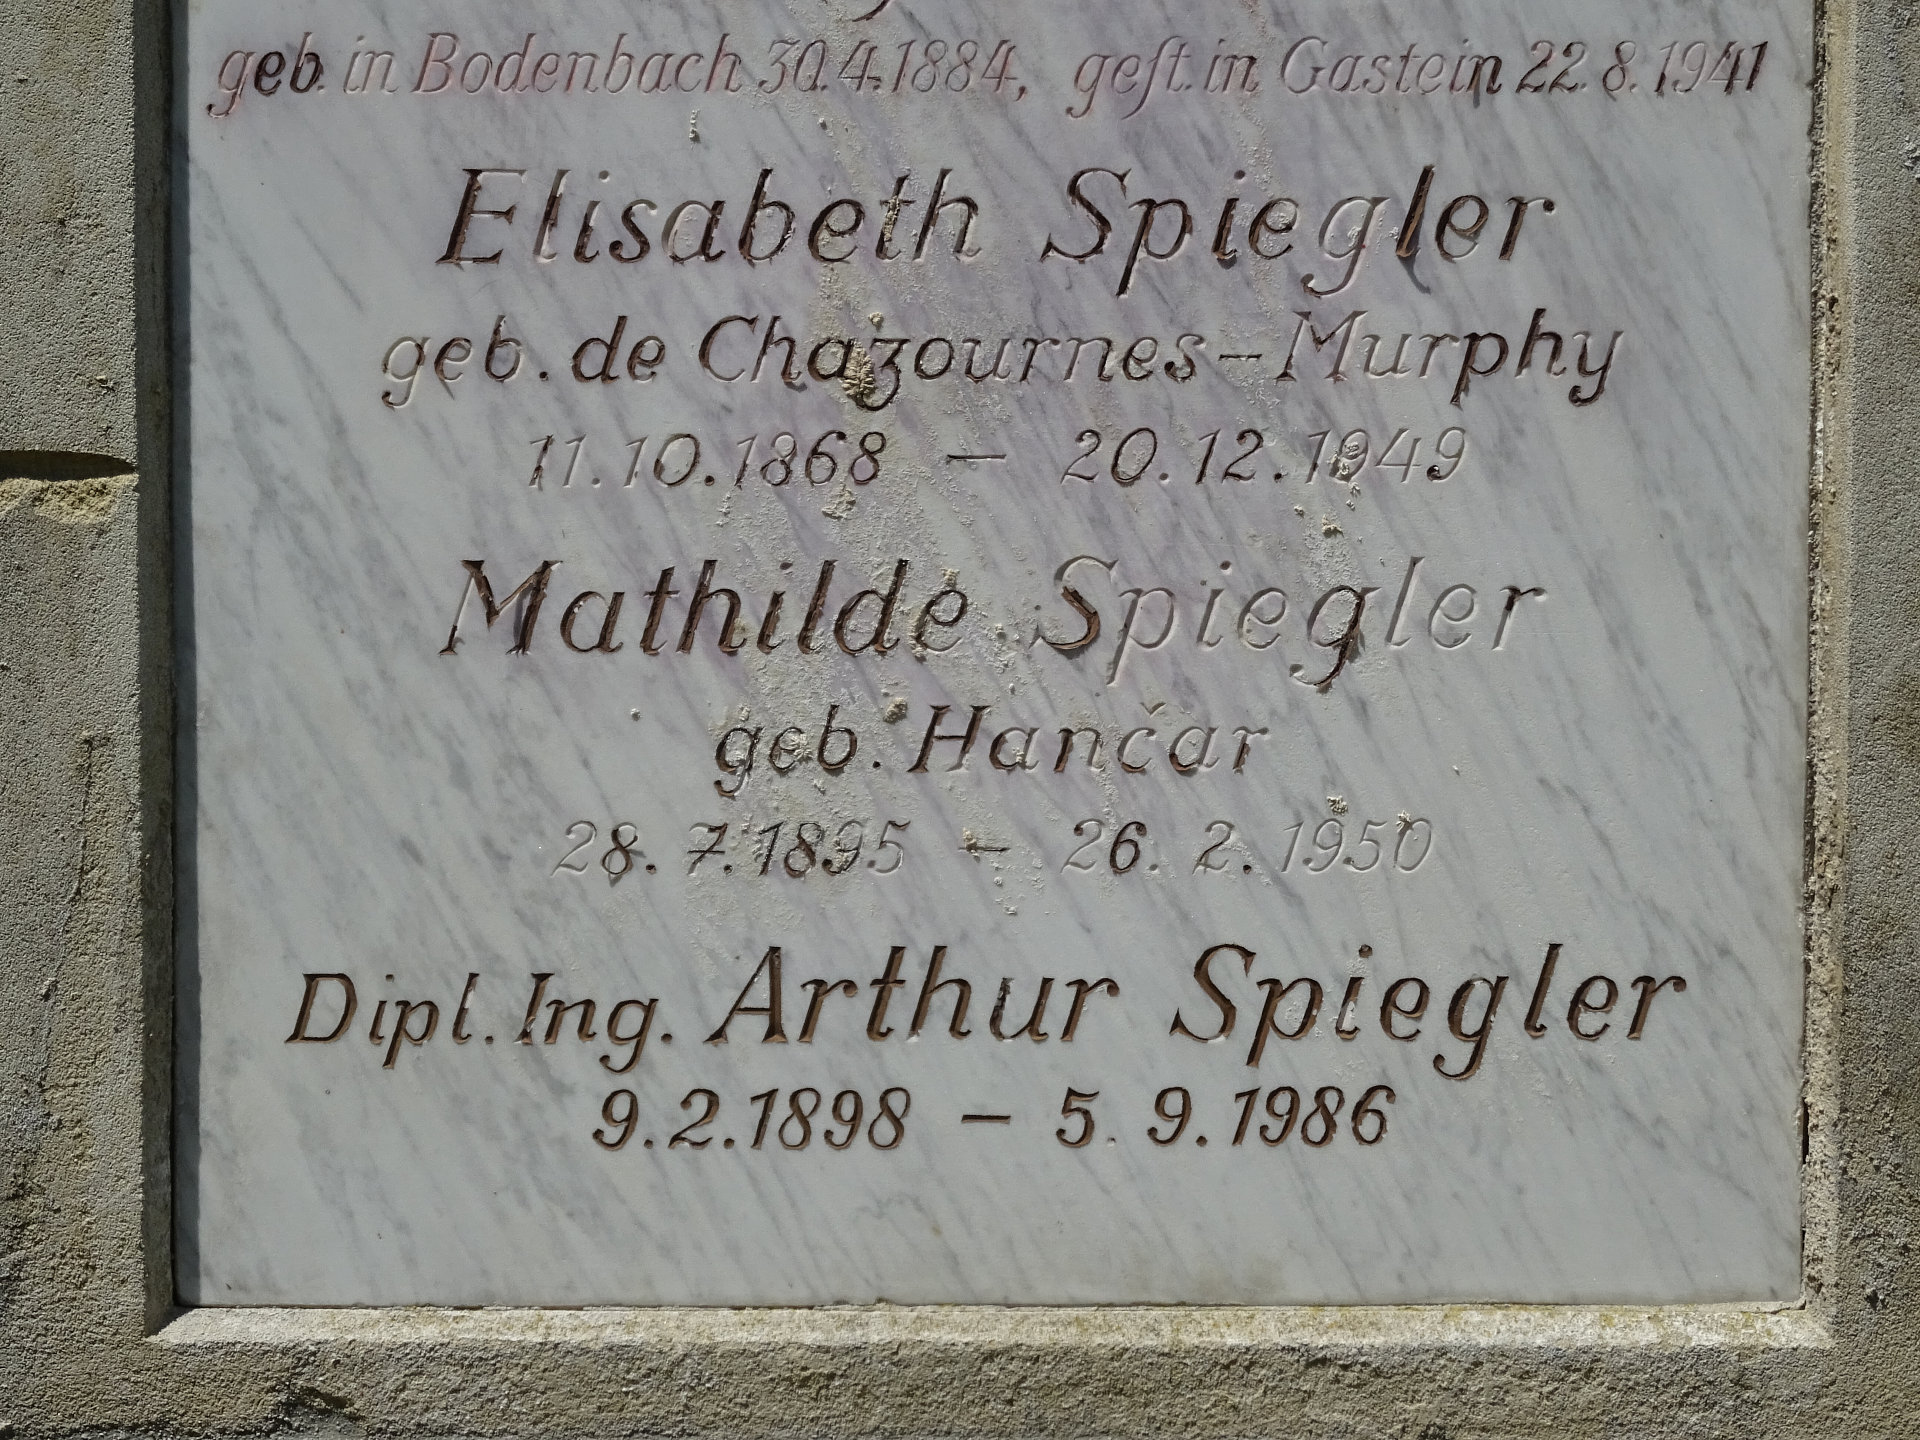 geb. in Bodenbach 30.4.1884, gest. in Gastein 22.8.1941
Elisabeth Spiegler
geb. de Chazournes-Murphy
11.10.1868 – 20.12.1949
Mathilde Spiegler
geb. Hančar
28.7.1895 – 26.2.1950
Dipl. Ing. Arthur Spiegler
9.2.1898 – 5.9.1986